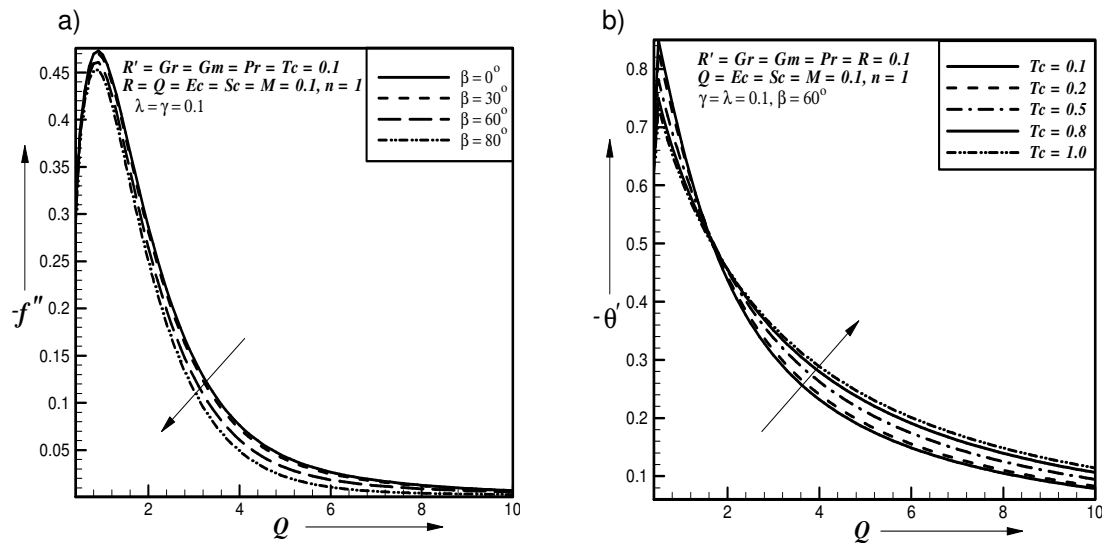 a)
R' = Gr = Gm = Pr = Tc = 0.1
R = Q = Ec = Sc = M = 0.1, n = 1
λ = γ = 0.1
β = 0°
β = 30°
β = 60°
β = 80°
0.45
0.4
0.35
0.3
0.25
0.2
0.15
0.1
0.05
-f''
2
4
6
8
10
Q
b)
R' = Gr = Gm = Pr = R = 0.1
Q = Ec = Sc = M = 0.1, n = 1
γ = λ = 0.1, β = 60°
Tc = 0.1
Tc = 0.2
Tc = 0.5
Tc = 0.8
Tc = 1.0
0.8
0.7
0.6
0.5
0.4
0.3
0.2
0.1
-θ'
2
4
6
8
10
Q